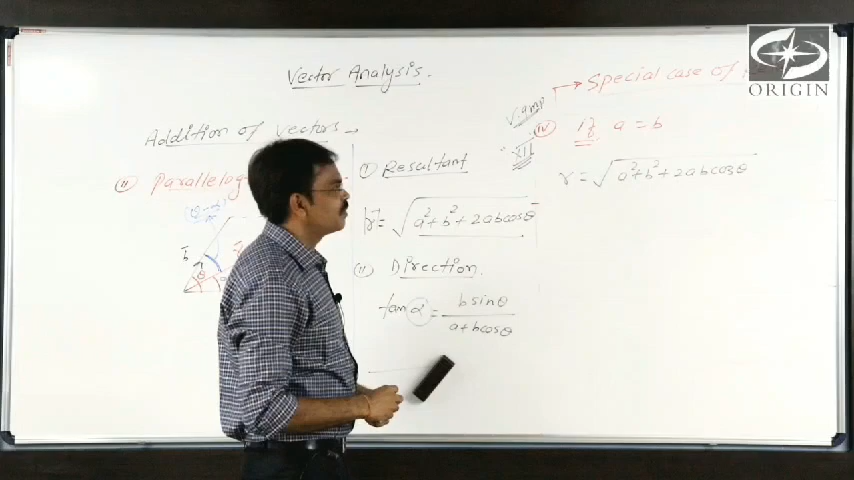 Vector Analysis.
Addition of Vectors
(ii) Parallelog
b
θ
(i) Resultant
|r⃗| = √(a² + b² + 2abcosθ)
(ii) Direction.
tan α = bsinθ / a+bcosθ
V.Imp
Special case of
(iv) if a = b
r = √(a² + b² + 2abcosθ)
ORIGIN